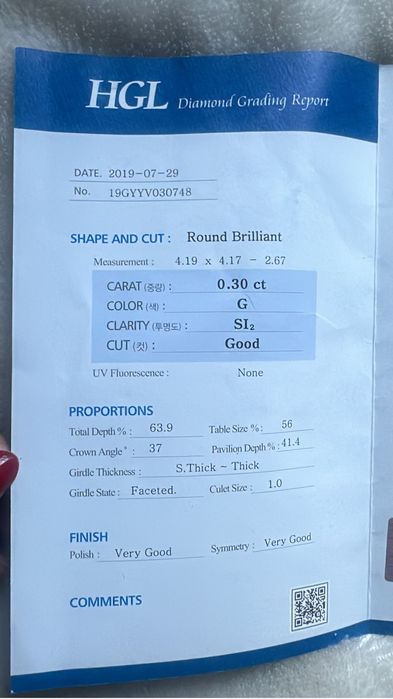 HGL Diamond Grading Report
DATE. 2019-07-29
No. 19GYYV030748
SHAPE AND CUT : Round Brilliant
Measurement : 4.19 x 4.17 - 2.67
CARAT (중량) : 0.30 ct
COLOR (색) : G
CLARITY (투명도) : SI2
CUT (컷) : Good
UV Fluorescence : None
PROPORTIONS
Total Depth % : 63.9 Table Size % : 56
Crown Angle ° : 37 Pavilion Depth % : 41.4
Girdle Thickness : S.Thick ~ Thick
Girdle State : Faceted. Culet Size : 1.0
FINISH
Polish : Very Good Symmetry : Very Good
COMMENTS